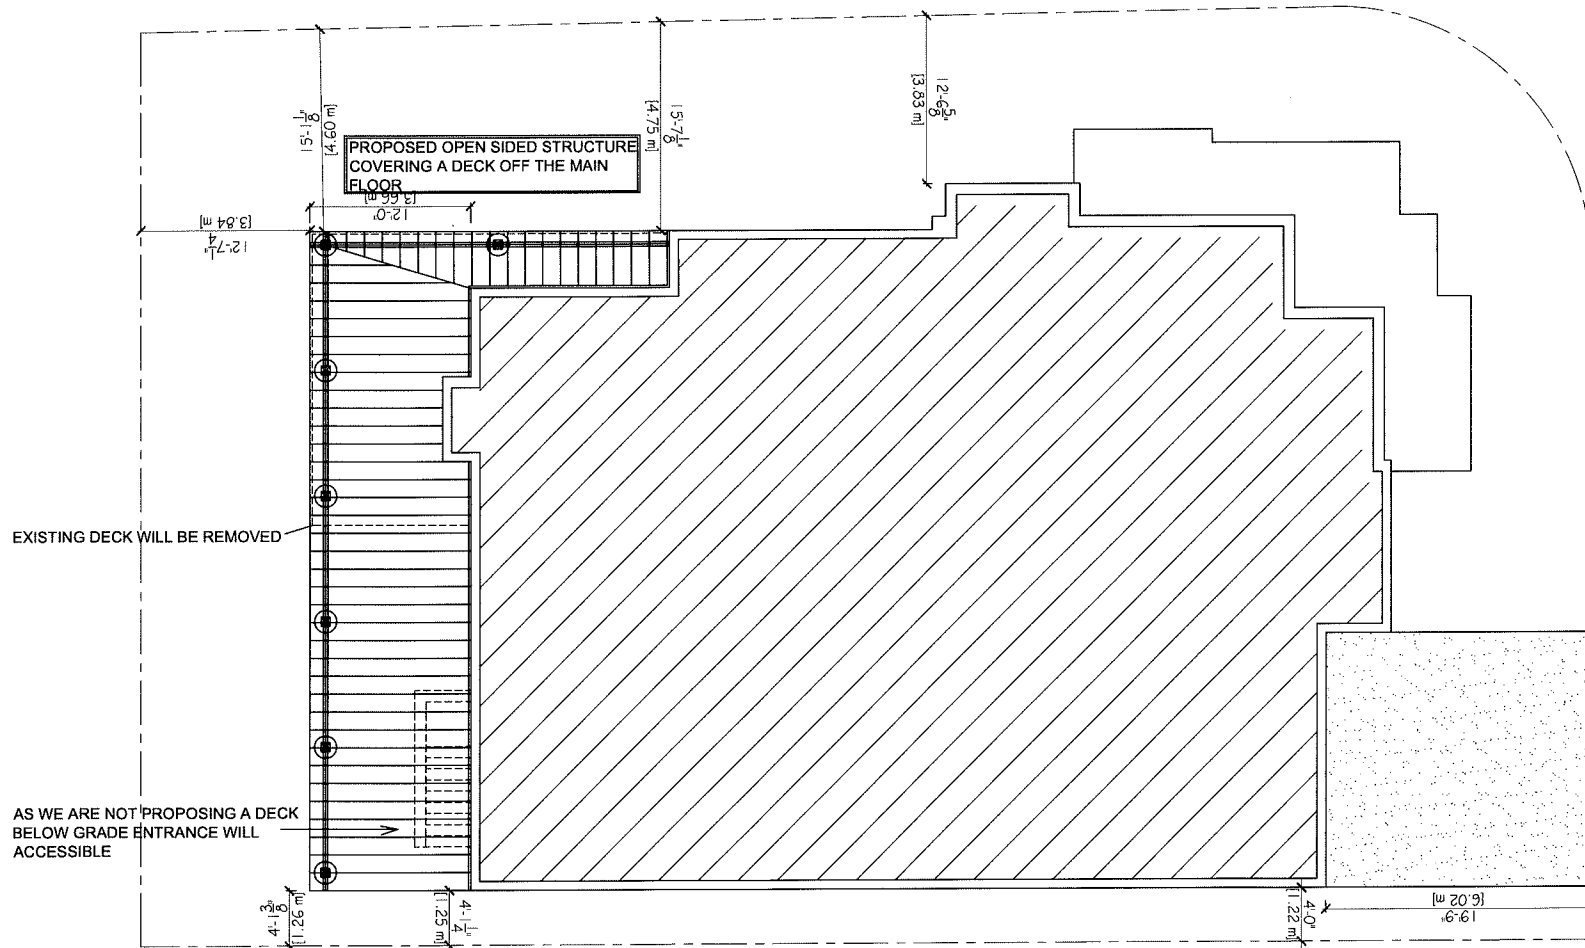 15'-1 1/8"
[4.60 m]
15'-7 1/8"
[4.75 m]
12'-6 5/8"
[3.83 m]
PROPOSED OPEN SIDED STRUCTURE
COVERING A DECK OFF THE MAIN
FLOOR
[3.66 m]
12'-0"
[3.84 m]
12'-7 1/4"
EXISTING DECK WILL BE REMOVED
AS WE ARE NOT PROPOSING A DECK
BELOW GRADE ENTRANCE WILL
ACCESSIBLE
4'-1 3/8"
[1.26 m]
4'-1 1/4"
[1.25 m]
4'-0"
[1.22 m]
[6.02 m]
19'-9"